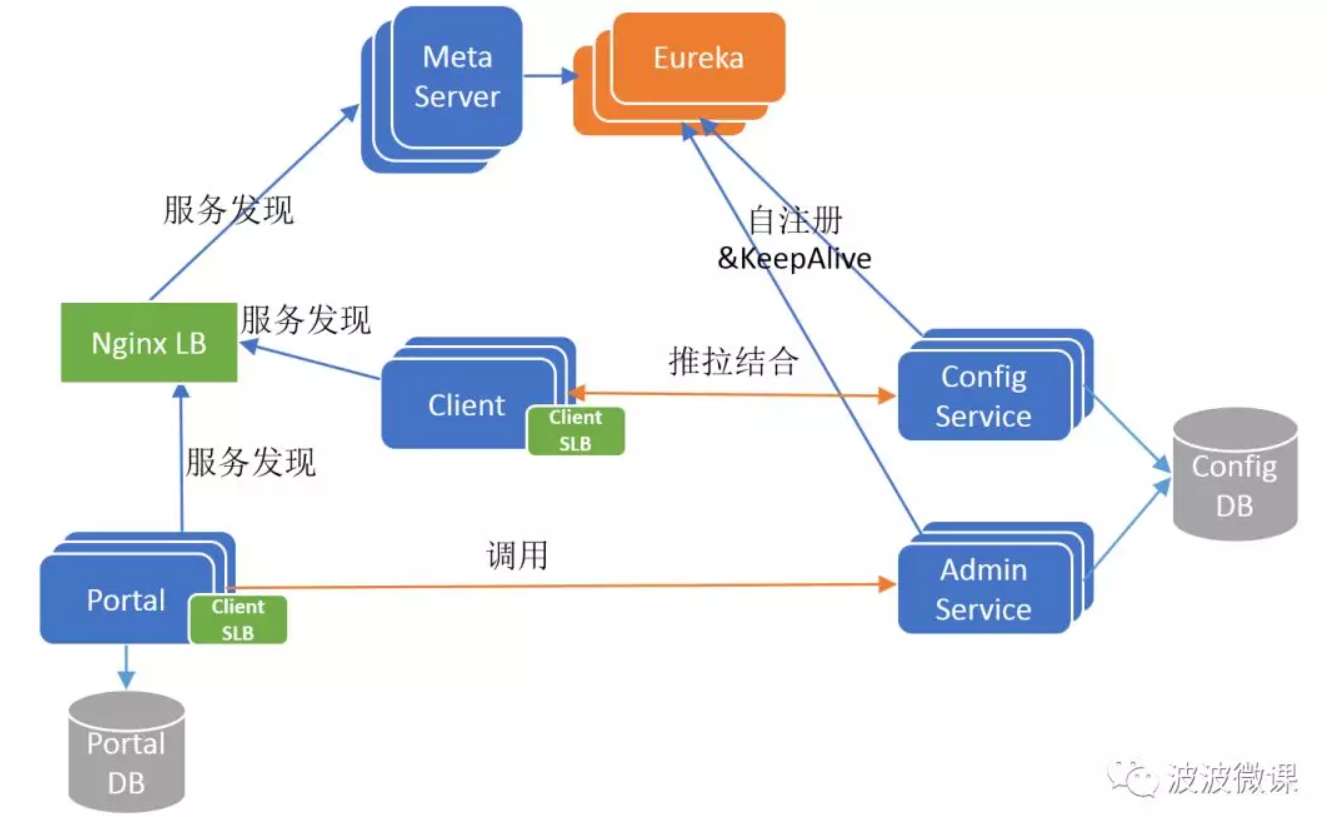 Meta
Server
Eureka
服务发现
自注册
&KeepAlive
Nginx LB
服务发现
Client
Client
SLB
推拉结合
Config
Service
Config
DB
服务发现
调用
Portal
Client
SLB
Admin
Service
Portal
DB
波波微课